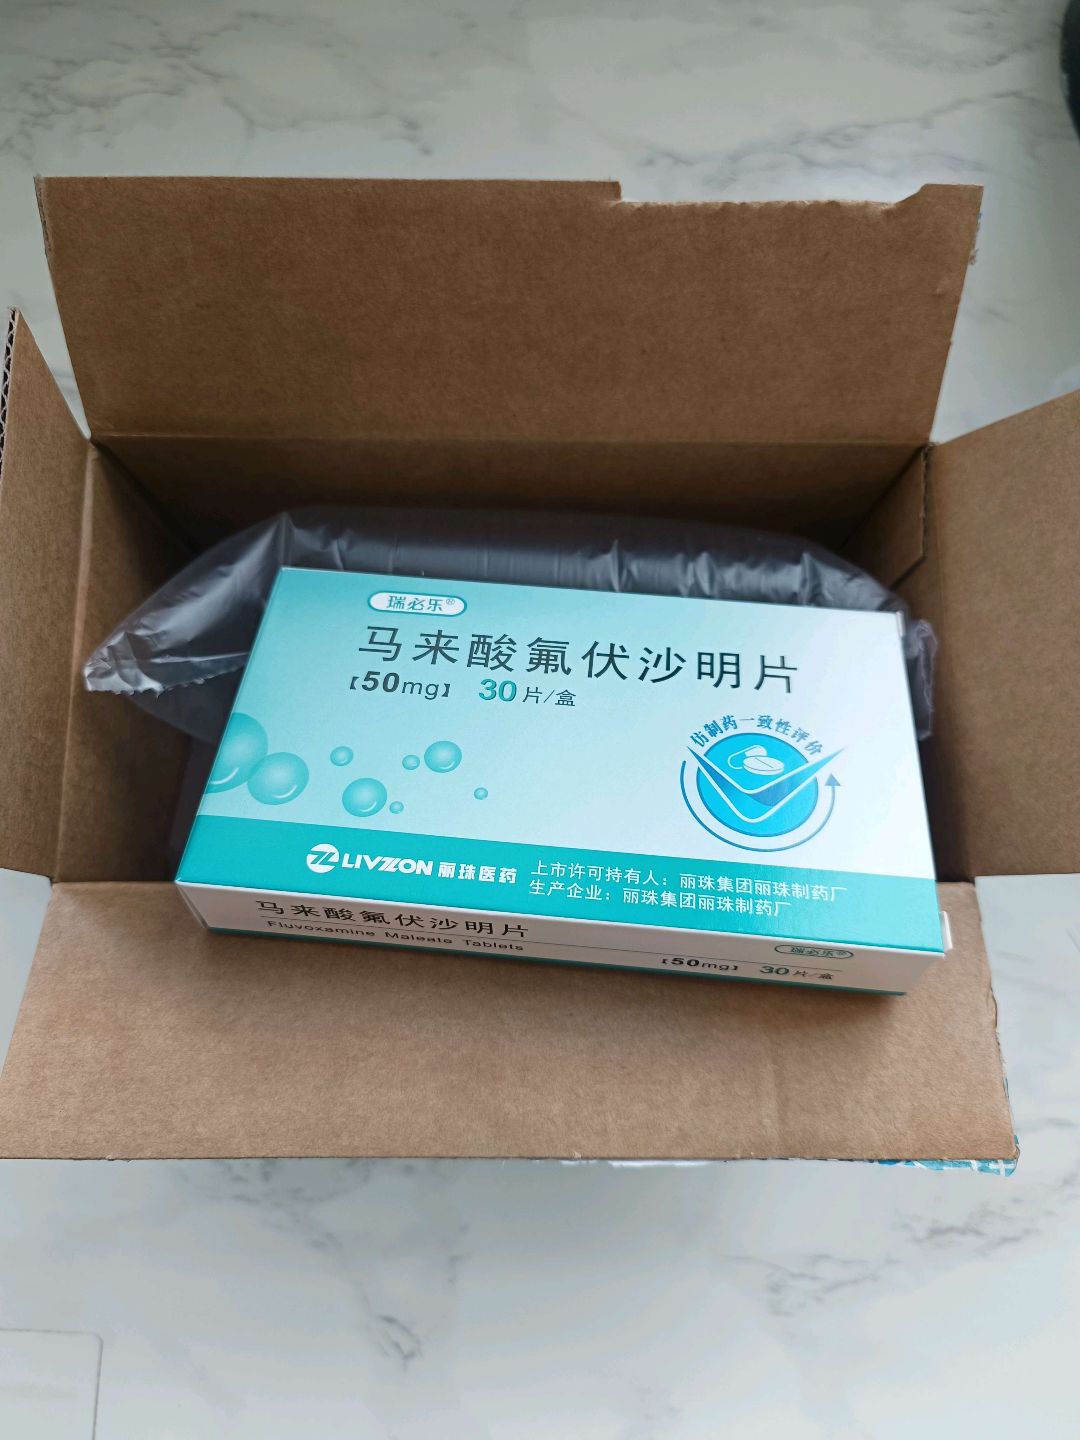 瑞必乐®
马来酸氟伏沙明片
【50mg】 30片/盒
仿制药一致性评价
LIVZON 丽珠医药
上市许可持有人：丽珠集团丽珠制药厂
生产企业：丽珠集团丽珠制药厂
马来酸氟伏沙明片
Fluvoxamine Maleate Tablets
瑞必乐®
【50mg】 30片/盒